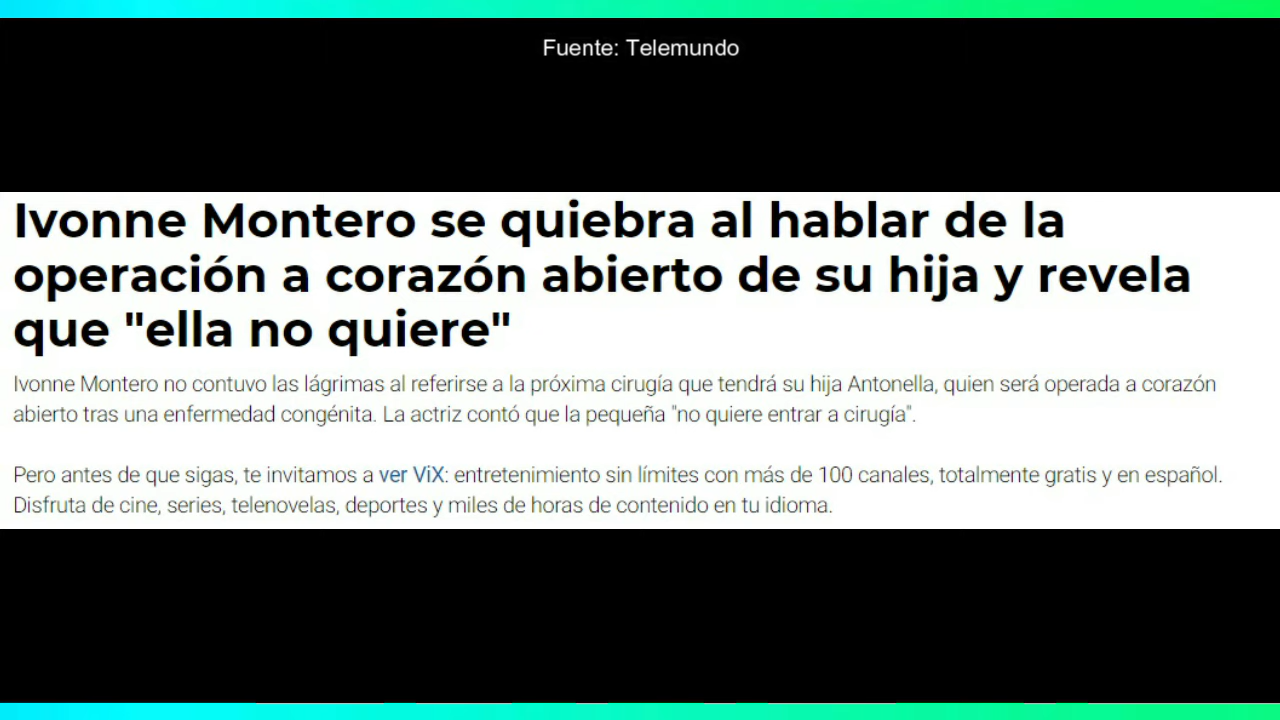 Fuente: Telemundo
Ivonne Montero se quiebra al hablar de la
operación a corazón abierto de su hija y revela
que "ella no quiere"
Ivonne Montero no contuvo las lágrimas al referirse a la próxima cirugía que tendrá su hija Antonella, quien será operada a corazón
abierto tras una enfermedad congénita. La actriz contó que la pequeña "no quiere entrar a cirugía".
Pero antes de que sigas, te invitamos a ver ViX: entretenimiento sin límites con más de 100 canales, totalmente gratis y en español.
Disfruta de cine, series, telenovelas, deportes y miles de horas de contenido en tu idioma.